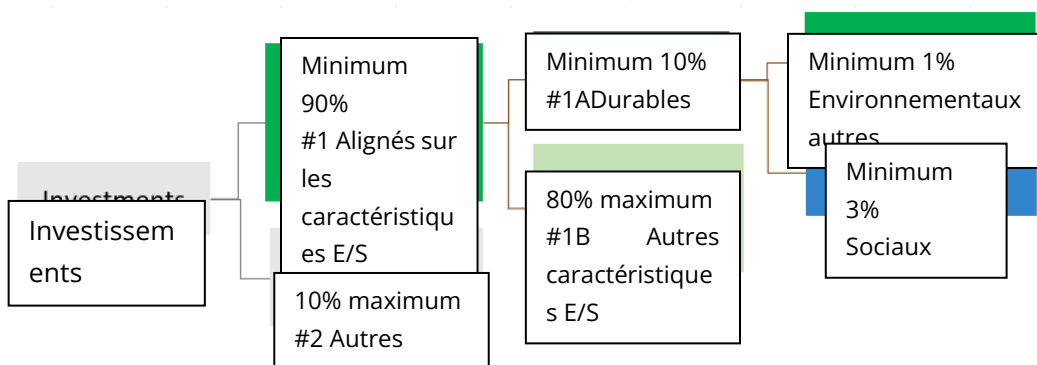 Investments
Investissem
ents
Minimum
90%
#1 Alignés sur
les
caractéristiqu
es E/S
10% maximum
#2 Autres
Minimum 10%
#1ADurables
80% maximum
#1B Autres
caractéristique
s E/S
Minimum 1%
Environnementaux
autres
Minimum
3%
Sociaux